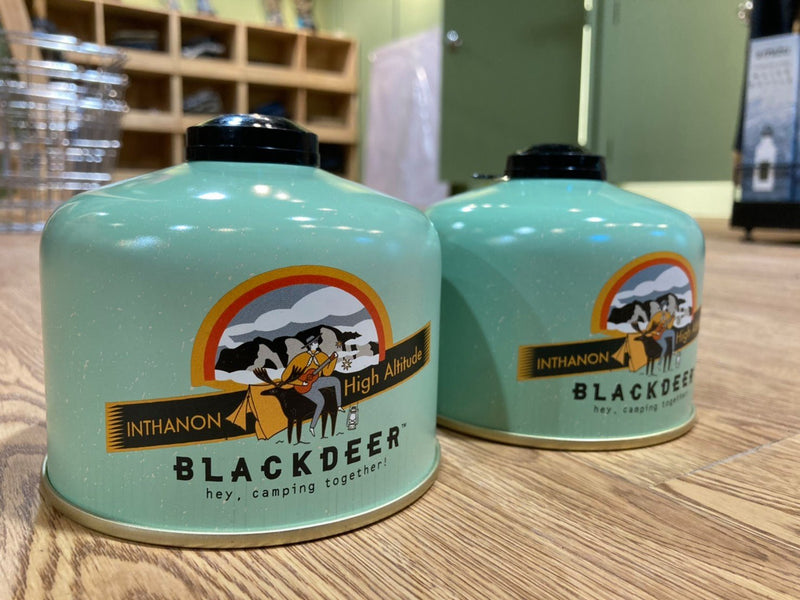 INTHANON
High Altitude
BLACKDEER™
hey, camping together!
INTHANON
High Altitude
BLACKDEER
hey, camping together!